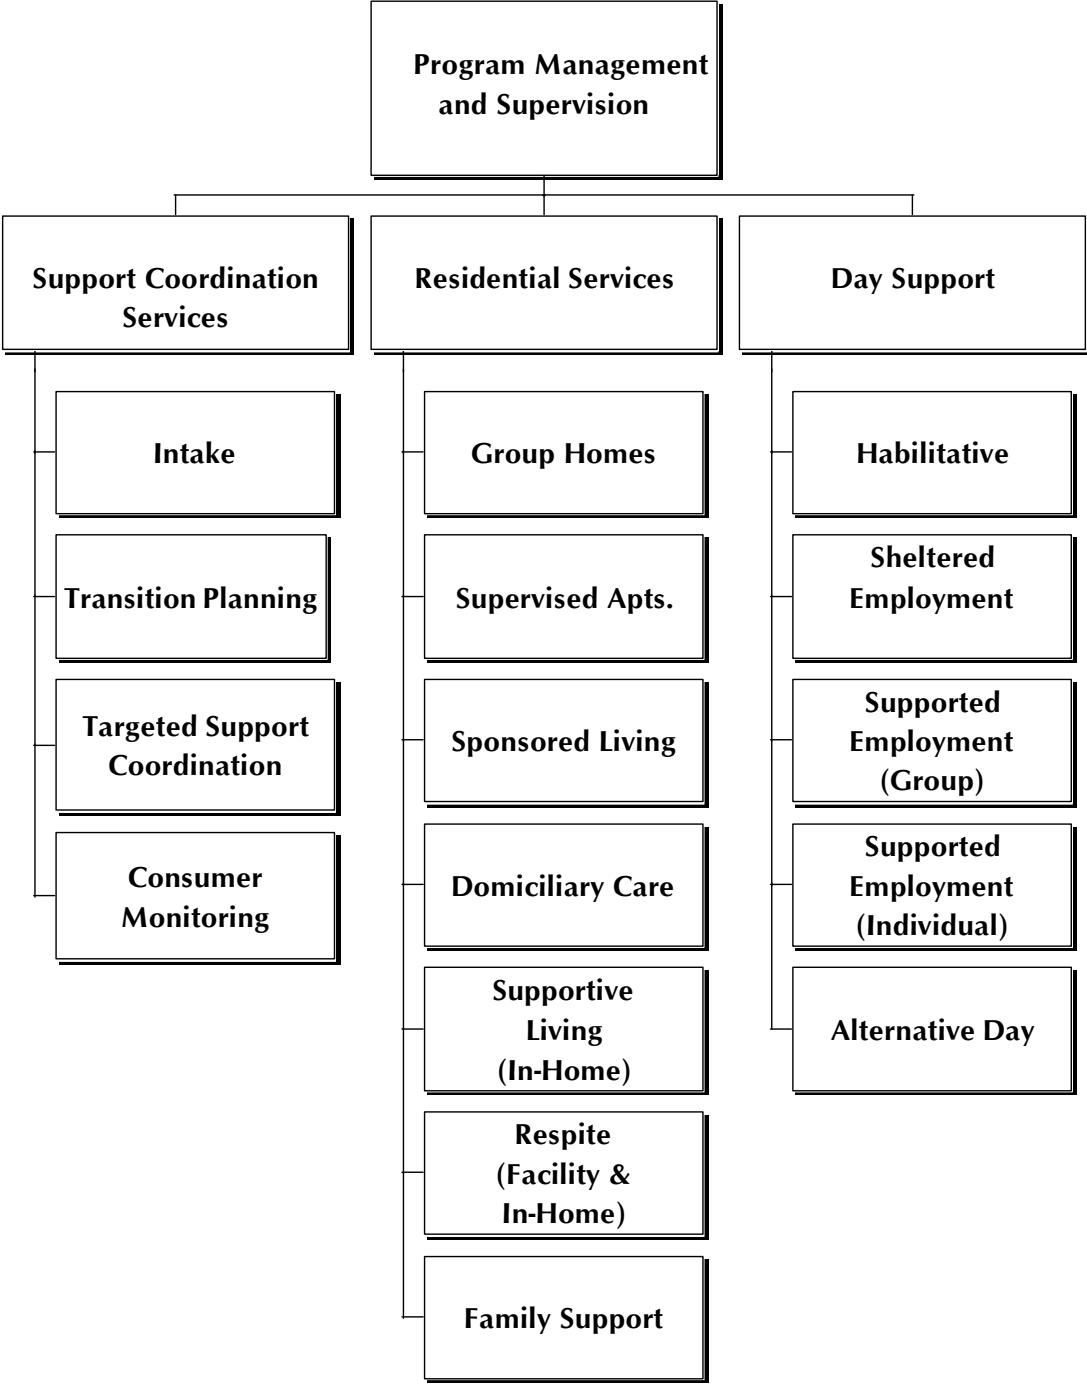 Program Management
and Supervision
Support Coordination
Services
Residential Services
Day Support
Intake
Transition Planning
Targeted Support
Coordination
Consumer
Monitoring
Group Homes
Supervised Apts.
Sponsored Living
Domiciliary Care
Supportive
Living
(In-Home)
Respite
(Facility &
In-Home)
Family Support
Habilitative
Sheltered
Employment
Supported
Employment
(Group)
Supported
Employment
(Individual)
Alternative Day